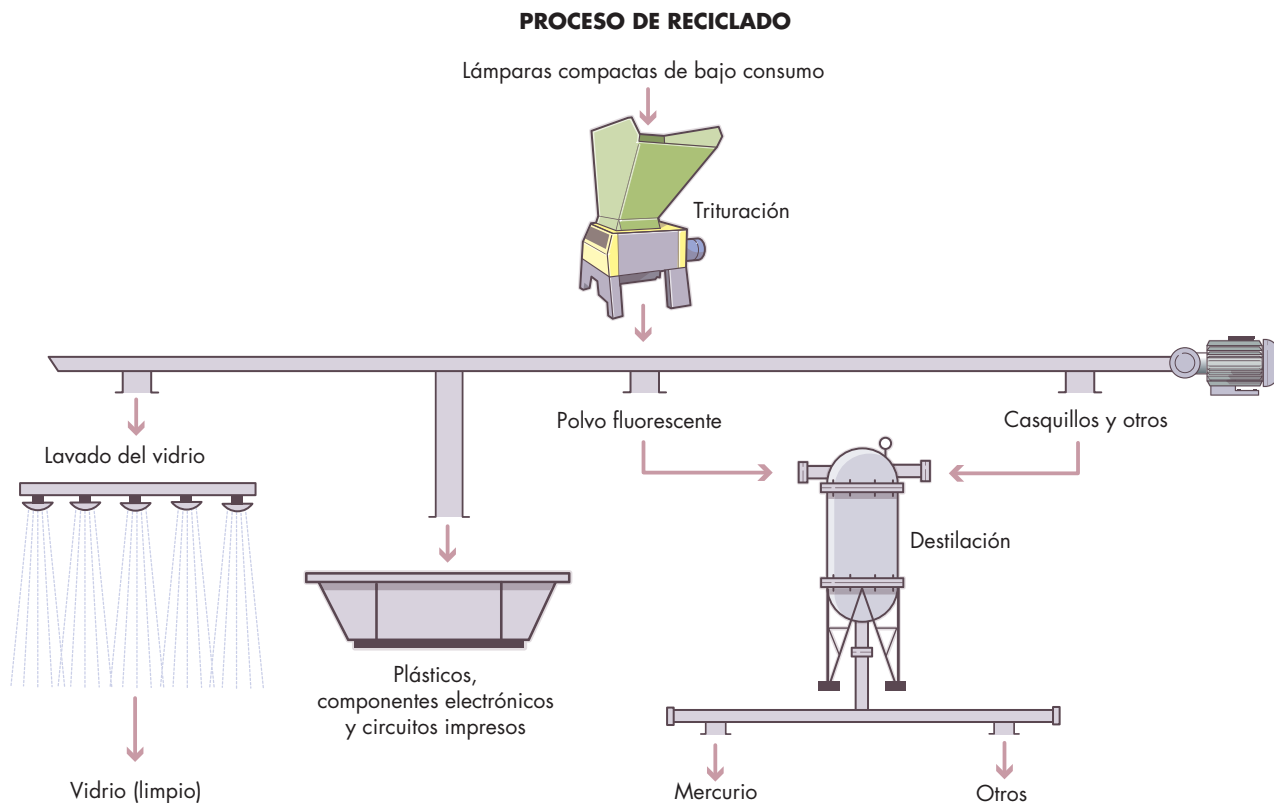 PROCESO DE RECICLADO
Lámparas compactas de bajo consumo
Trituración
Polvo fluorescente
Casquillos y otros
Lavado del vidrio
Destilación
Plásticos,
componentes electrónicos
y circuitos impresos
Vidrio (limpio)
Mercurio
Otros